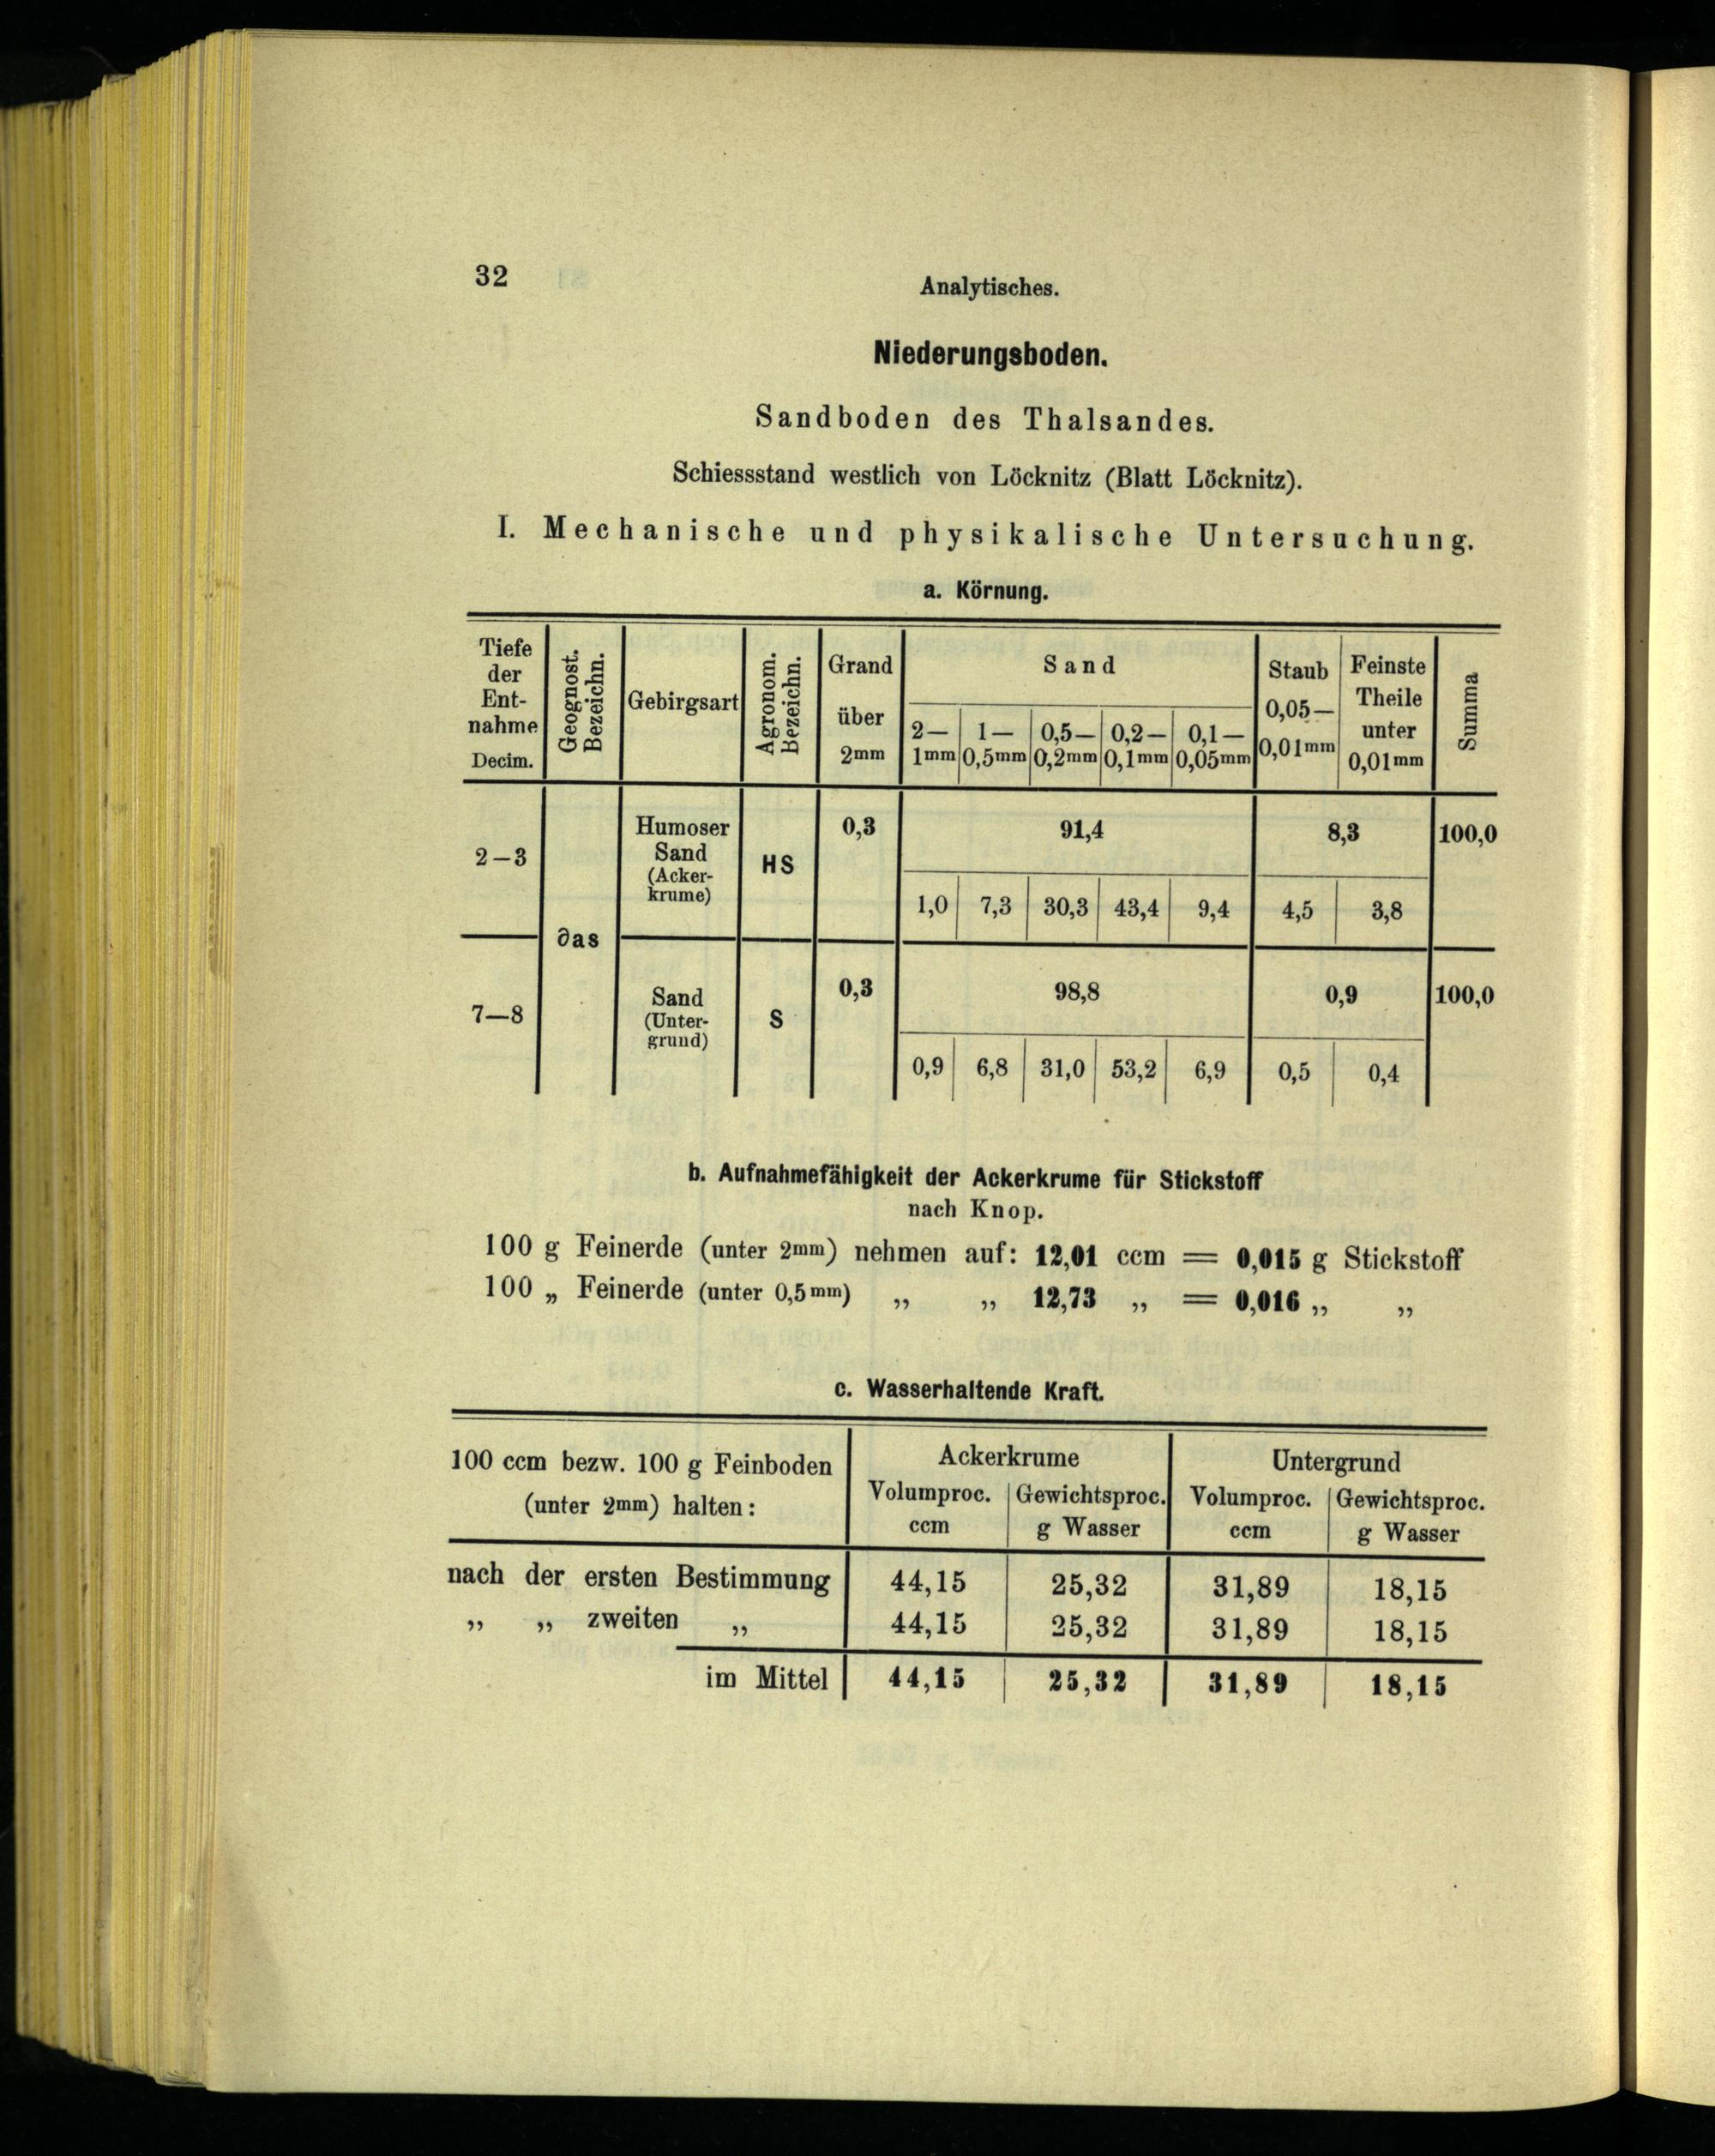 32
Analytisches.
Niederungsboden.
Sandboden des Thalsandes.
Schiessstand westlich von Löcknitz (Blatt Löcknitz).
I. Mechanische und physikalische Untersuchung.
a. Körnung.
Tiefe der Ent- nahme Decim. | Geognost. Bezeichn. | Gebirgsart | Agronom. Bezeichn. | Grand über 2mm | Sand | Staub 0,05— 0,01mm | Feinste Theile unter 0,01mm | Summa
2— 1mm | 1— 0,5mm | 0,5— 0,2mm | 0,2— 0,1mm | 0,1— 0,05mm
2—3 | ∂as | Humoser Sand (Acker- krume) | HS | 0,3 | 91,4 | 8,3 | 100,0
1,0 | 7,3 | 30,3 | 43,4 | 9,4 | 4,5 | 3,8
7—8 | Sand (Unter- grund) | S | 0,3 | 98,8 | 0,9 | 100,0
0,9 | 6,8 | 31,0 | 53,2 | 6,9 | 0,5 | 0,4
b. Aufnahmefähigkeit der Ackerkrume für Stickstoff
nach Knop.
100 g Feinerde (unter 2mm) nehmen auf: 12,01 ccm = 0,015 g Stickstoff
100 „ Feinerde (unter 0,5mm) „ „ 12,73 „ = 0,016 „ „
c. Wasserhaltende Kraft.
100 ccm bezw. 100 g Feinboden | Ackerkrume | Untergrund
(unter 2mm) halten: | Volumproc. | Gewichtsproc. | Volumproc. | Gewichtsproc.
ccm | g Wasser | ccm | g Wasser
nach der ersten Bestimmung | 44,15 | 25,32 | 31,89 | 18,15
„ „ zweiten „ | 44,15 | 25,32 | 31,89 | 18,15
im Mittel | 44,15 | 25,32 | 31,89 | 18,15